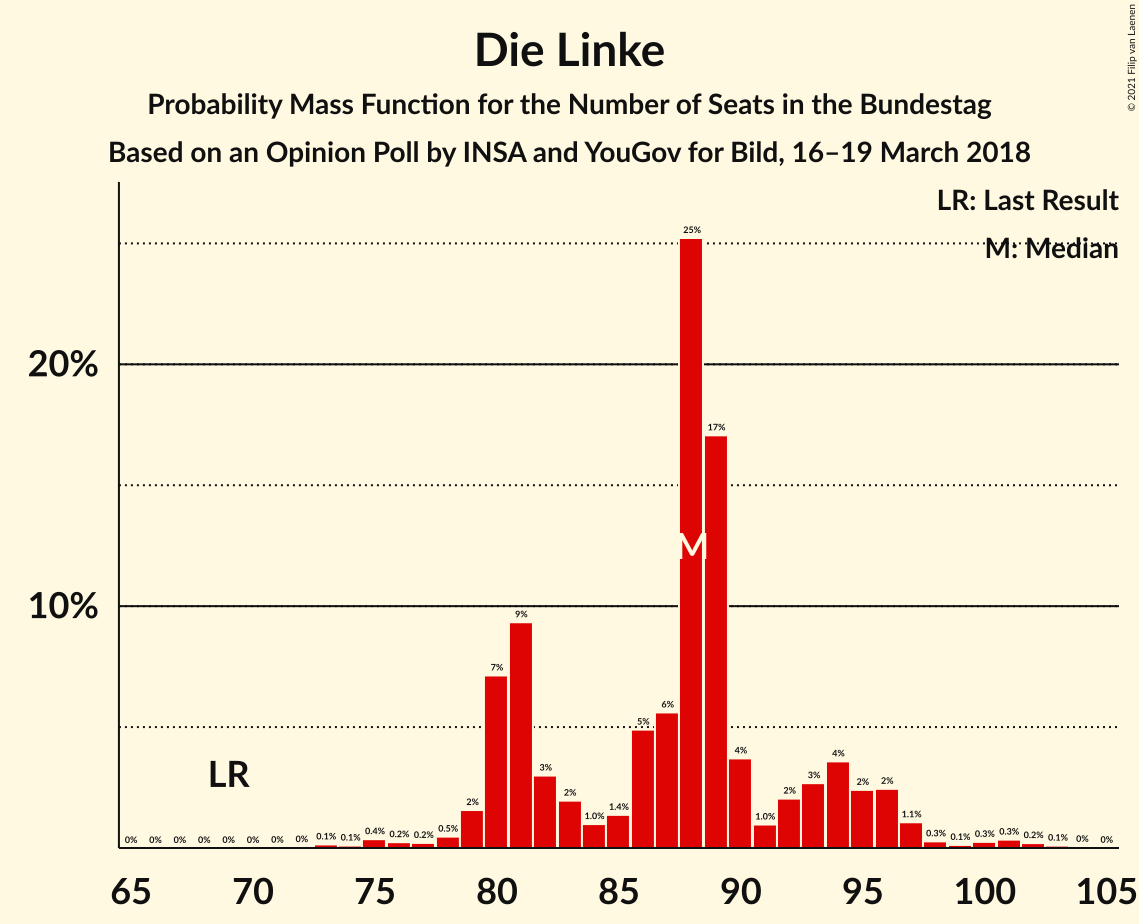 Die Linke
Probability Mass Function for the Number of Seats in the Bundestag
Based on an Opinion Poll by INSA and YouGov for Bild, 16–19 March 2018
© 2021 Filip van Laenen
LR: Last Result
M: Median
20%
10%
LR
M
0% 0% 0% 0% 0% 0% 0% 0% 0.1% 0.1% 0.4% 0.2% 0.2% 0.5% 2% 7% 9% 3% 2% 1.0% 1.4% 5% 6% 25% 17% 4% 1.0% 2% 3% 4% 2% 2% 1.1% 0.3% 0.1% 0.3% 0.3% 0.2% 0.1% 0% 0%
65 70 75 80 85 90 95 100 105